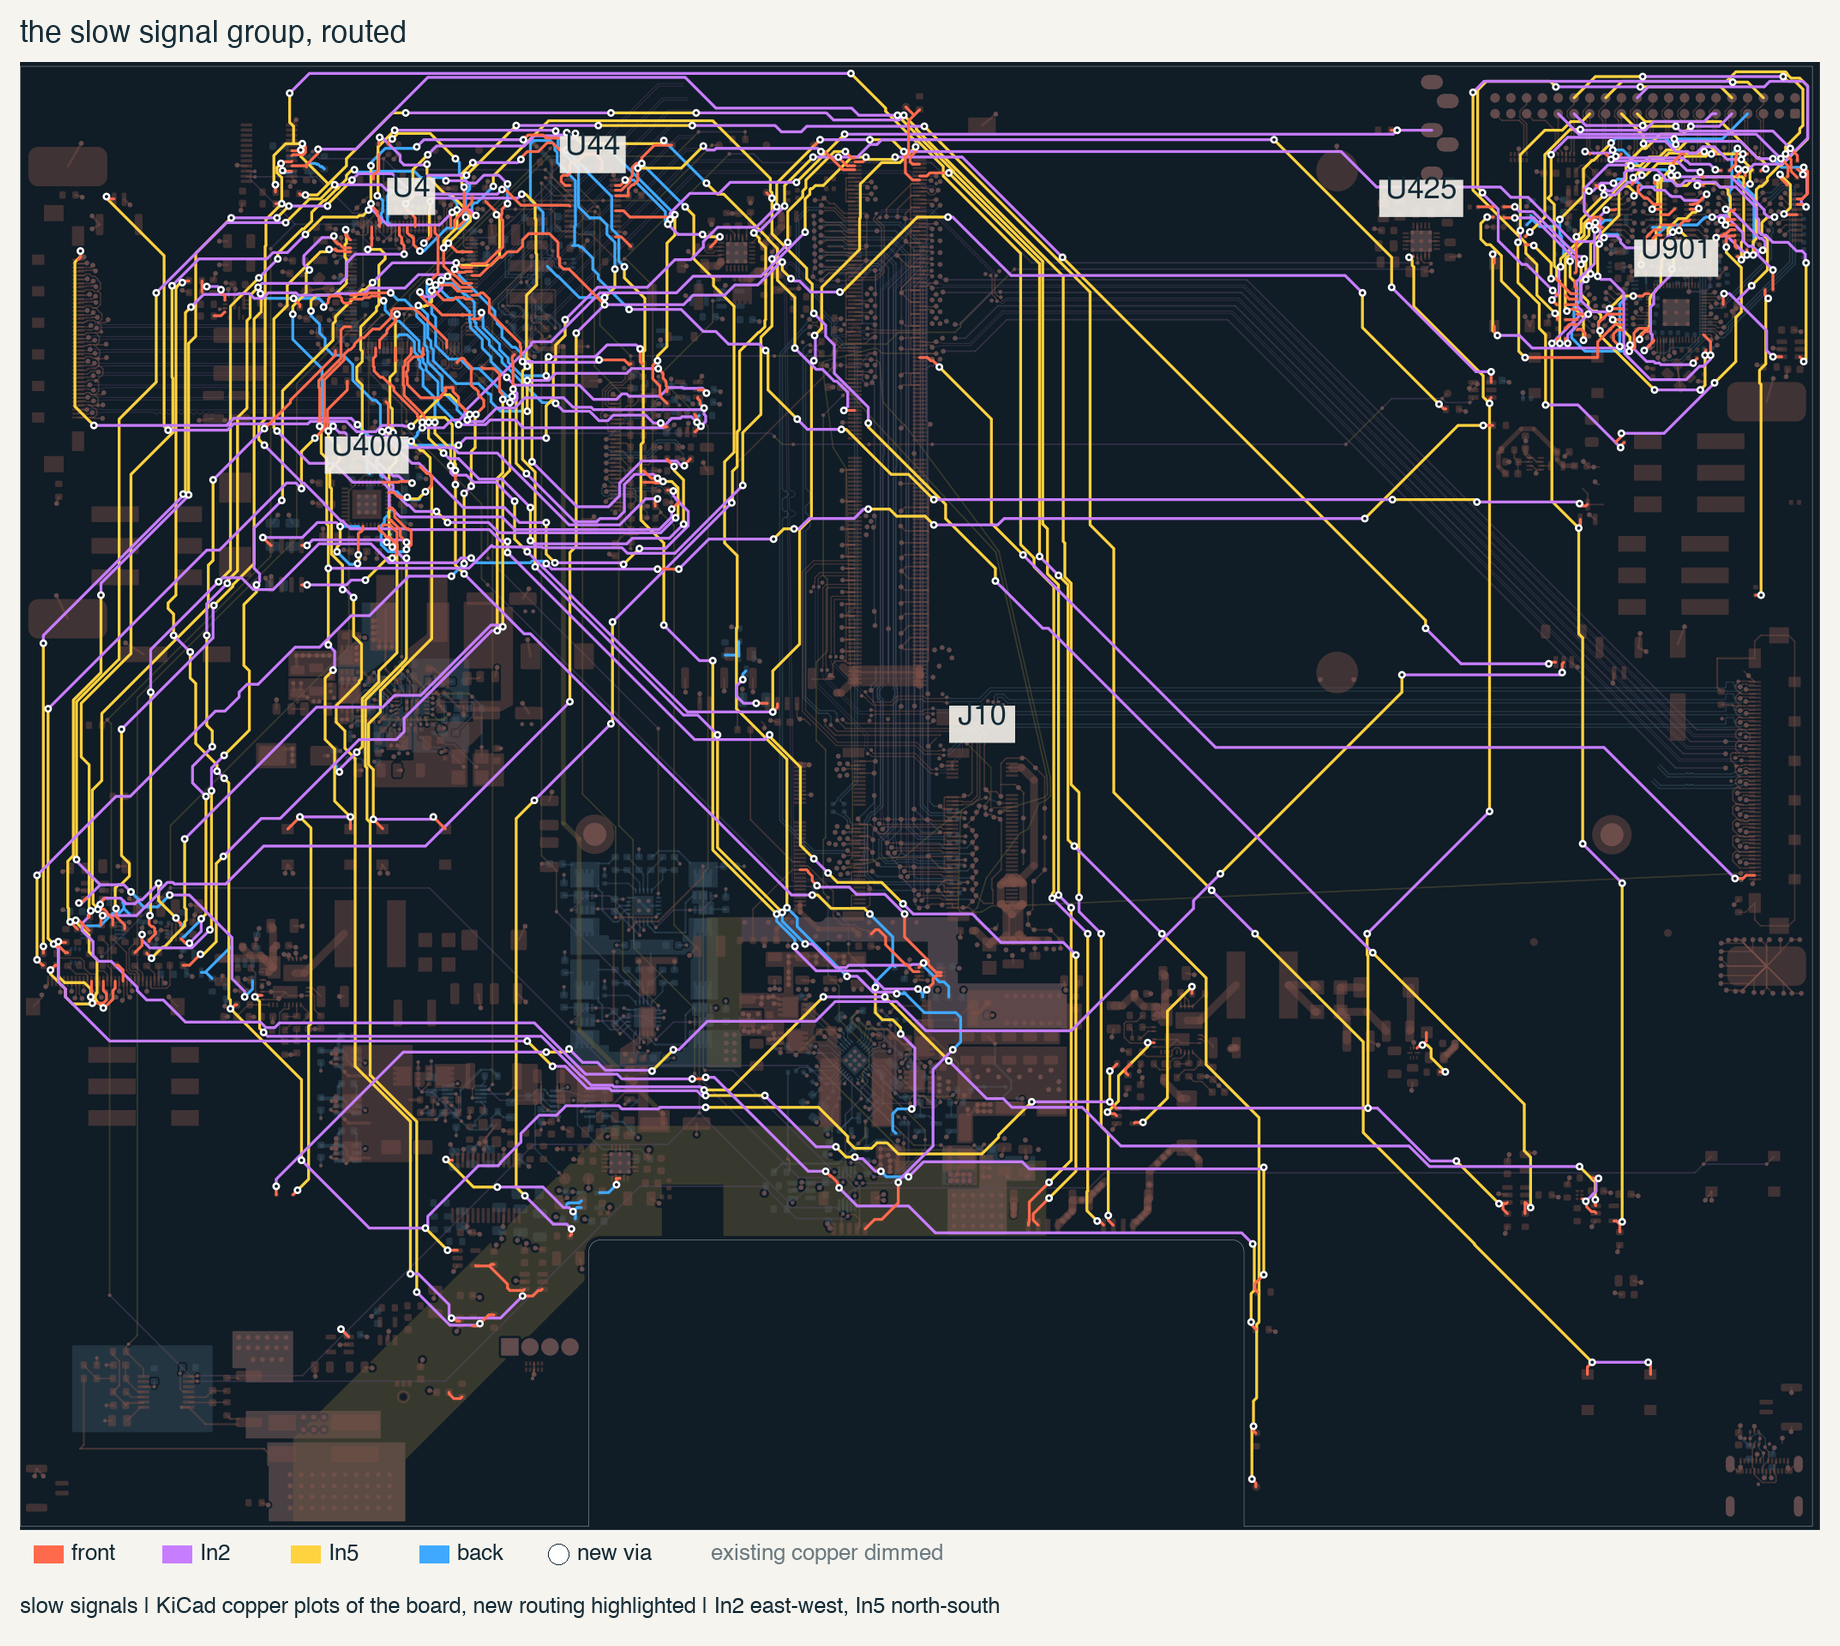 the slow signal group, routed
U44
U4
U425
U901
U400
J10
front In2 In5 back new via existing copper dimmed
slow signals | KiCad copper plots of the board, new routing highlighted | In2 east-west, In5 north-south